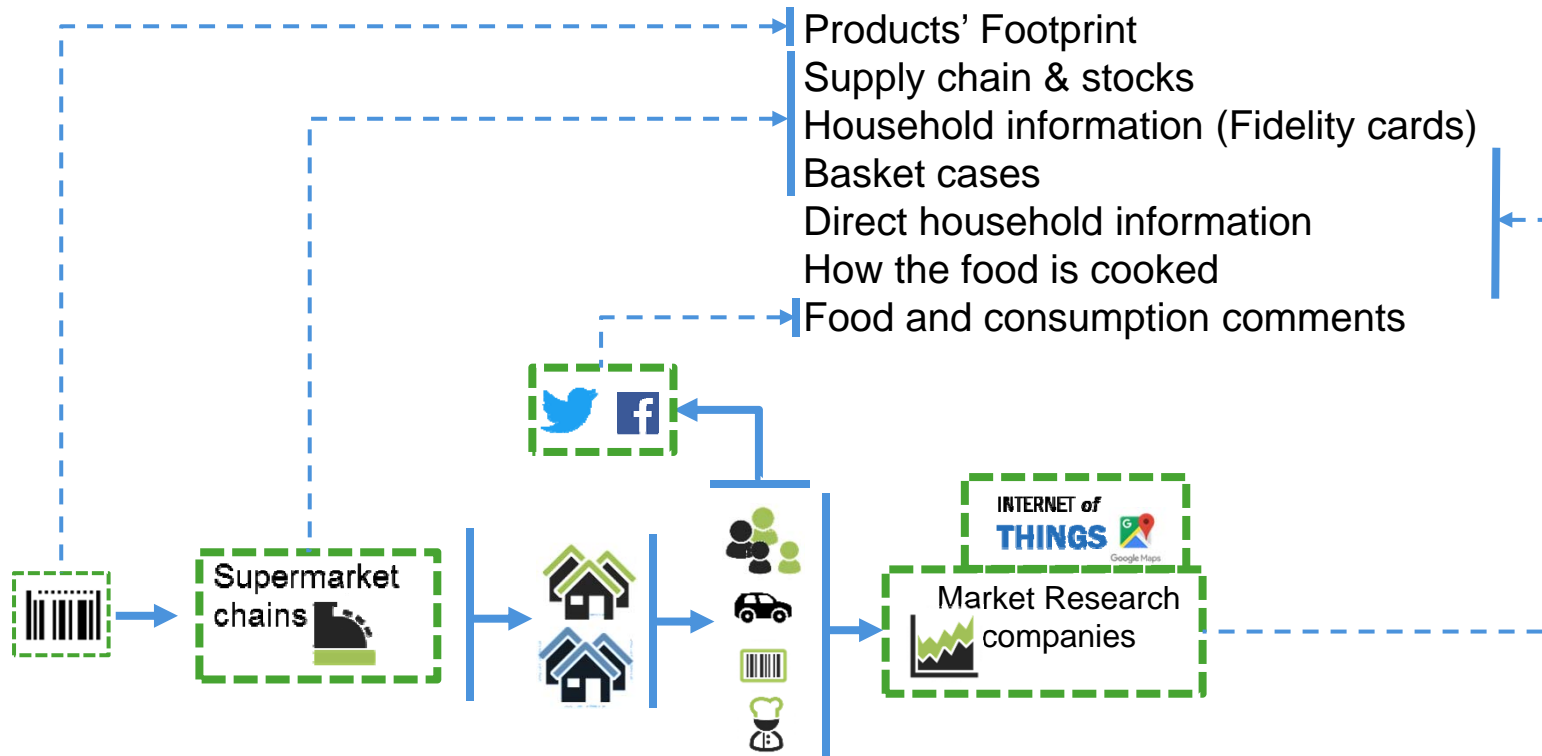 Products’ Footprint
Supply chain & stocks
Household information (Fidelity cards)
Basket cases
Direct household information
How the food is cooked
Food and consumption comments
f
INTERNET of
THINGS
G
Google Maps
Supermarket
chains
Market Research
companies